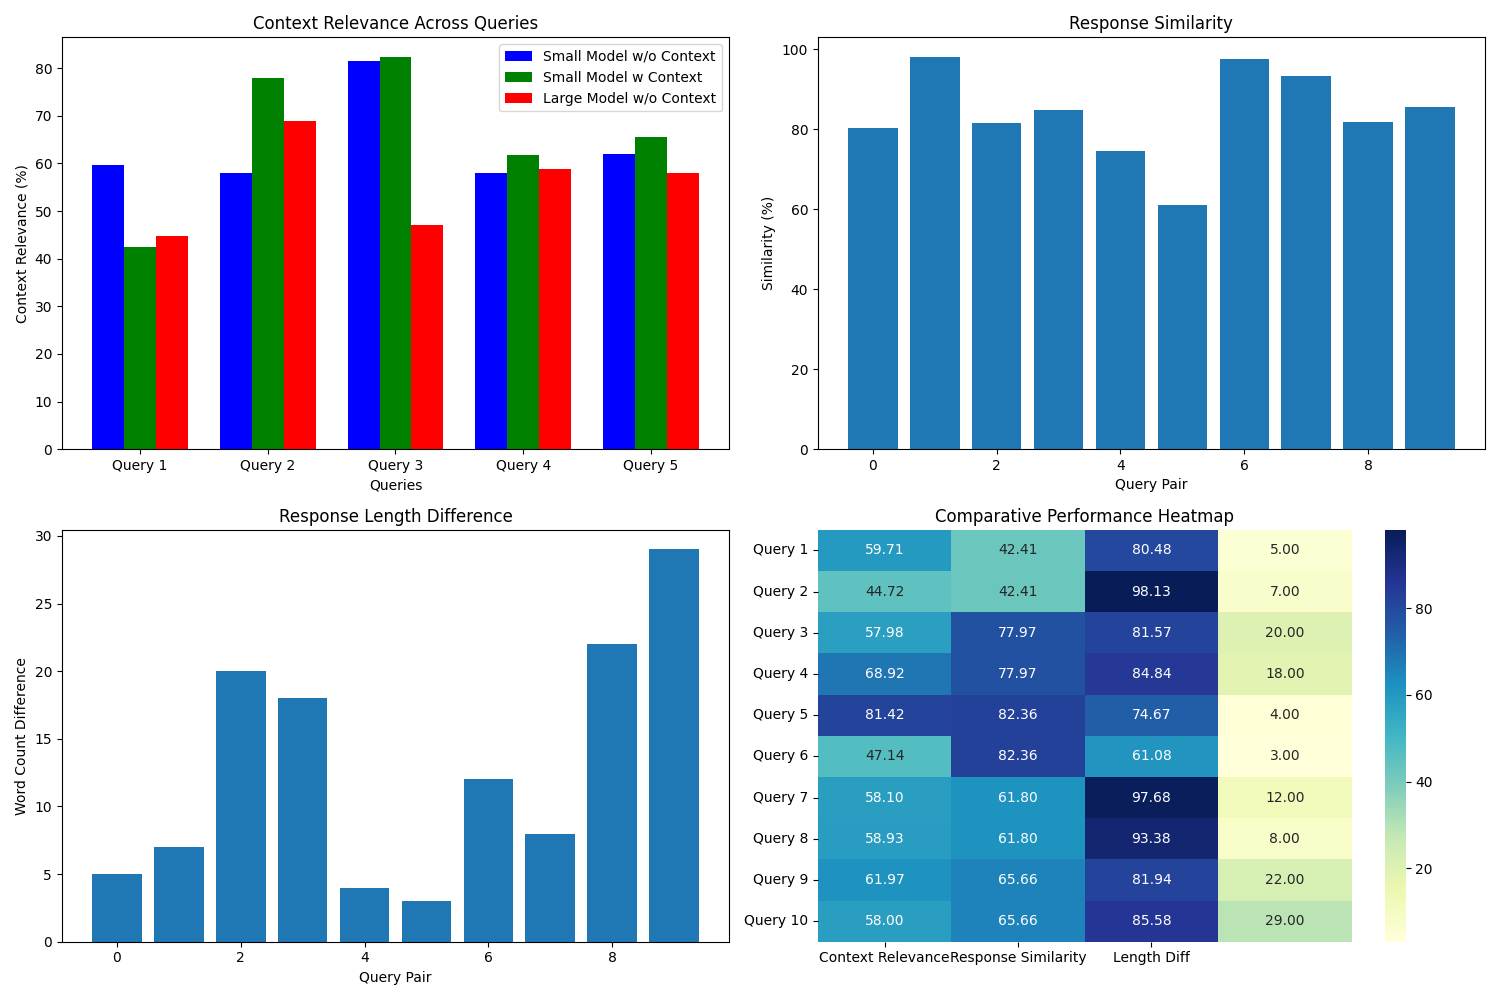 Context Relevance Across Queries
Context Relevance (%)
80
70
60
50
40
30
20
10
0
Small Model w/o Context
Small Model w Context
Large Model w/o Context
Query 1 Query 2 Query 3 Query 4 Query 5
Queries
Response Similarity
Similarity (%)
100
80
60
40
20
0
0 2 4 6 8
Query Pair
Response Length Difference
Word Count Difference
30
25
20
15
10
5
0
0 2 4 6 8
Query Pair
Comparative Performance Heatmap
Query 1 59.71 42.41 80.48 5.00
Query 2 44.72 42.41 98.13 7.00
Query 3 57.98 77.97 81.57 20.00
Query 4 68.92 77.97 84.84 18.00
Query 5 81.42 82.36 74.67 4.00
Query 6 47.14 82.36 61.08 3.00
Query 7 58.10 61.80 97.68 12.00
Query 8 58.93 61.80 93.38 8.00
Query 9 61.97 65.66 81.94 22.00
Query 10 58.00 65.66 85.58 29.00
Context Relevance Response Similarity Length Diff
80
60
40
20